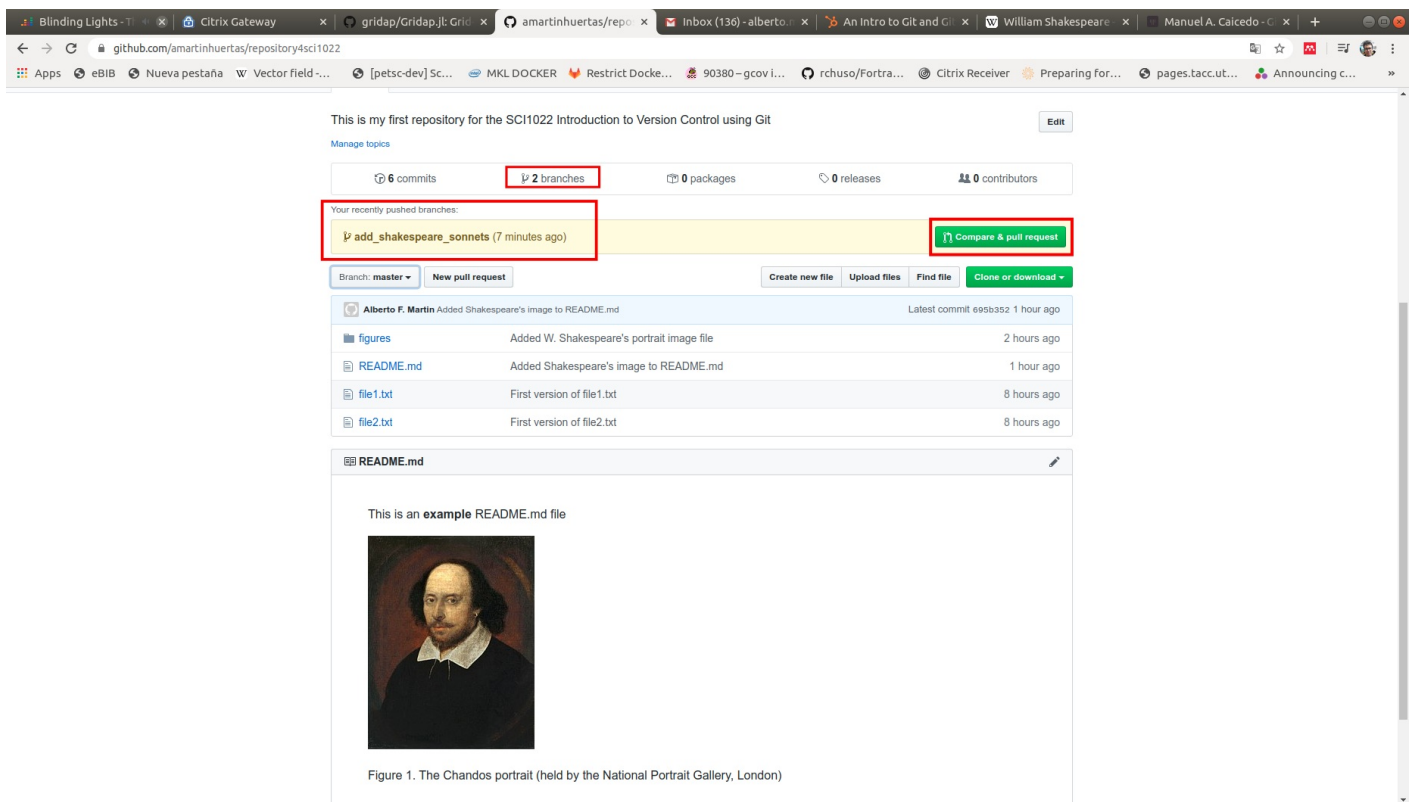 Blinding Lights - Th
Citrix Gateway
gridap/Gridap.jl: Grid
amartinhuertas/repos
Inbox (136) - alberto.m
An Intro to Git and Git
William Shakespeare -
Manuel A. Caicedo - G
github.com/amartinhuertas/repository4sci1022
Apps eBIB Nueva pestaña Vector field -... [petsc-dev] Sc... MKL DOCKER Restrict Docke... 90380 – gcov i... rchuso/Fortra... Citrix Receiver Preparing for... pages.tacc.ut... Announcing c... »
This is my first repository for the SCI1022 Introduction to Version Control using Git Edit
Manage topics
6 commits 2 branches 0 packages 0 releases 0 contributors
Your recently pushed branches:
add_shakespeare_sonnets (7 minutes ago) Compare & pull request
Branch: master New pull request Create new file Upload files Find file Clone or download
Alberto F. Martin Added Shakespeare's image to README.md Latest commit 695b352 1 hour ago
figures Added W. Shakespeare's portrait image file 2 hours ago
README.md Added Shakespeare's image to README.md 1 hour ago
file1.txt First version of file1.txt 8 hours ago
file2.txt First version of file2.txt 8 hours ago
README.md
This is an example README.md file
Figure 1. The Chandos portrait (held by the National Portrait Gallery, London)